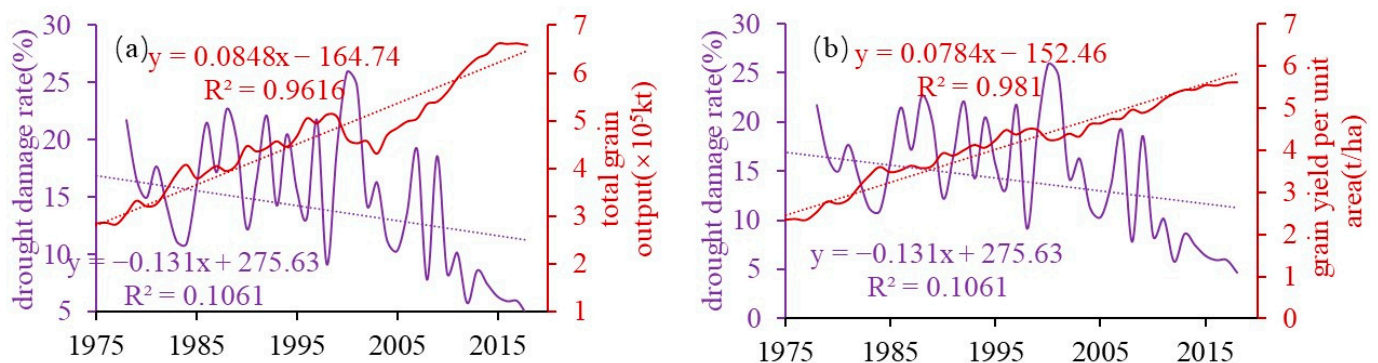 drought damage rate(%)
30
25
20
15
10
5
(a)
y = 0.0848x − 164.74
R² = 0.9616
y = −0.131x + 275.63
R² = 0.1061
7
6
5
4
3
2
1
total grain
output(×10⁵kt)
1975
1985
1995
2005
2015
drought damage rate(%)
30
25
20
15
10
5
0
(b)
y = 0.0784x − 152.46
R² = 0.981
y = −0.131x + 275.63
R² = 0.1061
7
6
5
4
3
2
1
0
grain yield per unit
area(t/ha)
1975
1985
1995
2005
2015